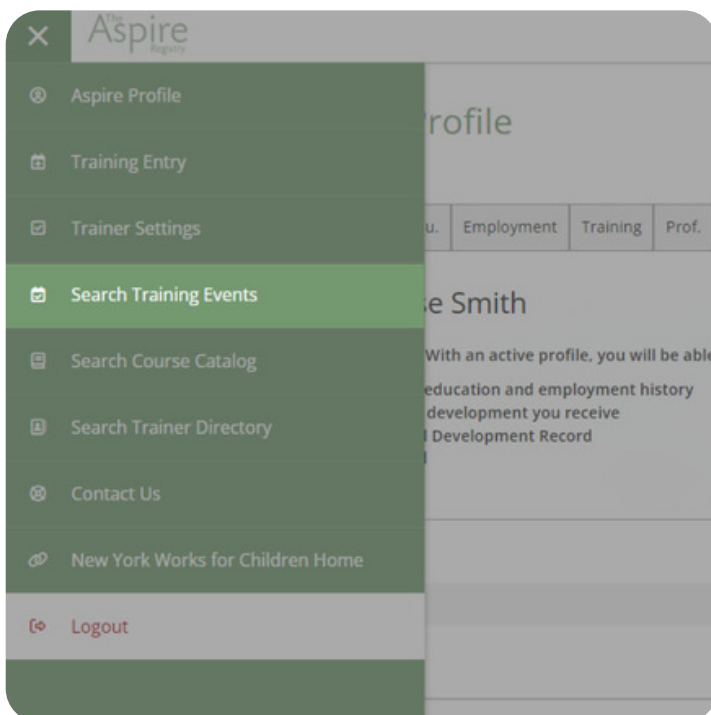 The
Aspire
Registry
Aspire Profile
Training Entry
Trainer Settings
Search Training Events
Search Course Catalog
Search Trainer Directory
Contact Us
New York Works for Children Home
Logout
rofile
u. Employment Training Prof.
se Smith
With an active profile, you will be able
education and employment history
development you receive
l Development Record